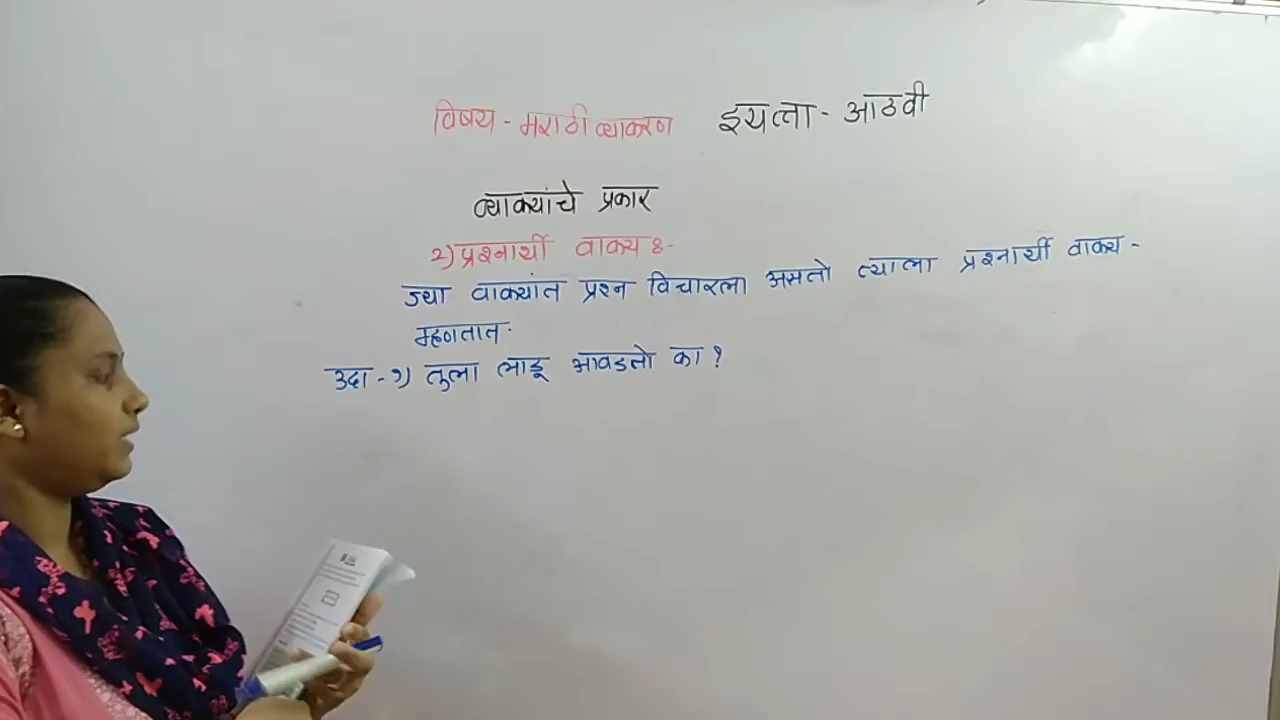 विषय - मराठी व्याकरण इयत्ता - आठवी
व्याक्यांचे प्रकार
२) प्रश्नार्थी वाक्य :-
ज्या वाक्यांत प्रश्न विचारला असतो त्याला प्रश्नार्थी वाक्य -
म्हणतात.
उदा - १) तुला लाडू आवडतो का ?